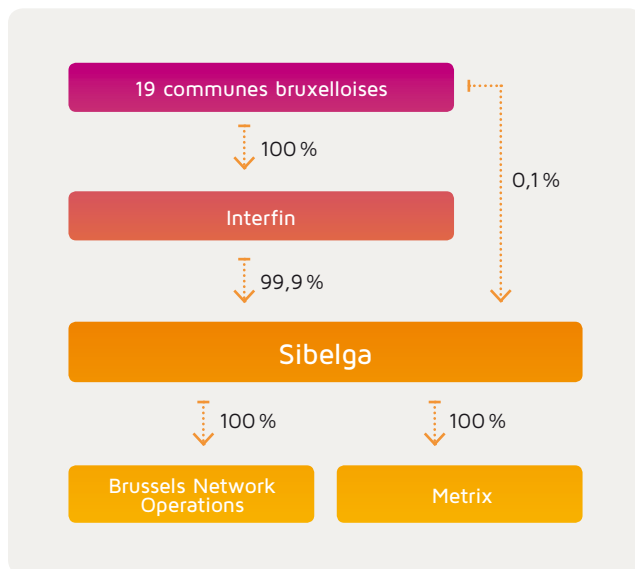 19 communes bruxelloises
100 %
0,1 %
Interfin
99,9 %
Sibelga
100 %
100 %
Brussels Network
Operations
Metrix